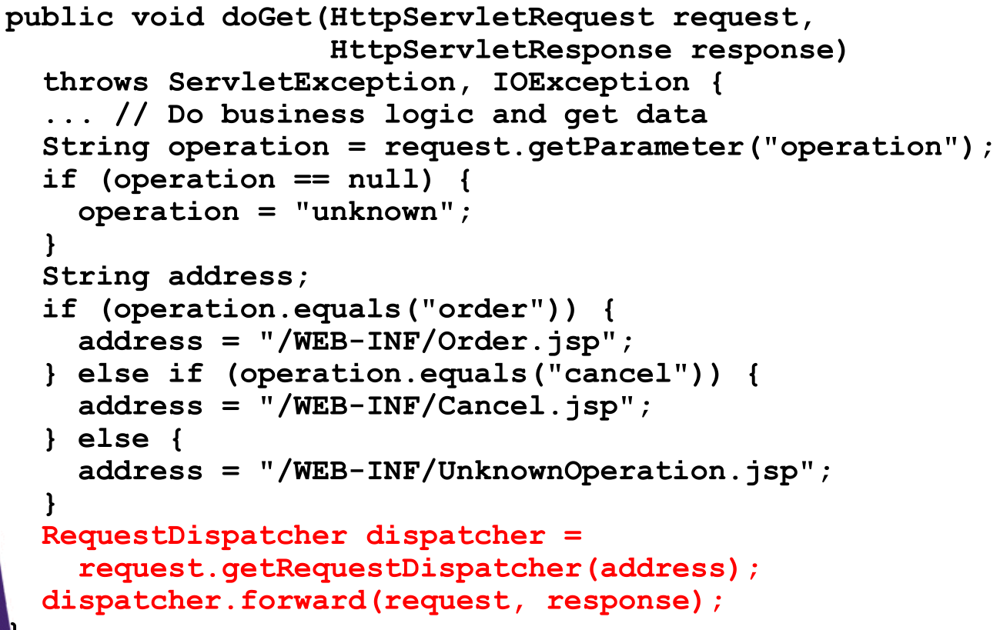 public void doGet(HttpServletRequest request,
                  HttpServletResponse response)
  throws ServletException, IOException {
  ... // Do business logic and get data
  String operation = request.getParameter("operation");
  if (operation == null) {
    operation = "unknown";
  }
  String address;
  if (operation.equals("order")) {
    address = "/WEB-INF/Order.jsp";
  } else if (operation.equals("cancel")) {
    address = "/WEB-INF/Cancel.jsp";
  } else {
    address = "/WEB-INF/UnknownOperation.jsp";
  }
  RequestDispatcher dispatcher =
    request.getRequestDispatcher(address);
  dispatcher.forward(request, response);
}